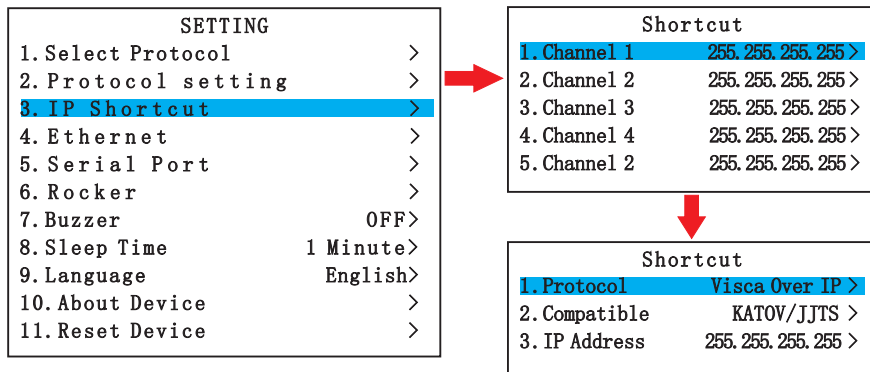 SETTING
1. Select Protocol >
2. Protocol setting >
3. IP Shortcut >
4. Ethernet >
5. Serial Port >
6. Rocker >
7. Buzzer OFF>
8. Sleep Time 1 Minute>
9. Language English>
10. About Device >
11. Reset Device >
Shortcut
1. Channel 1 255.255.255.255>
2. Channel 2 255.255.255.255>
3. Channel 3 255.255.255.255>
4. Channel 4 255.255.255.255>
5. Channel 2 255.255.255.255>
Shortcut
1. Protocol Visca Over IP >
2. Compatible KATOV/JJTS >
3. IP Address 255.255.255.255 >